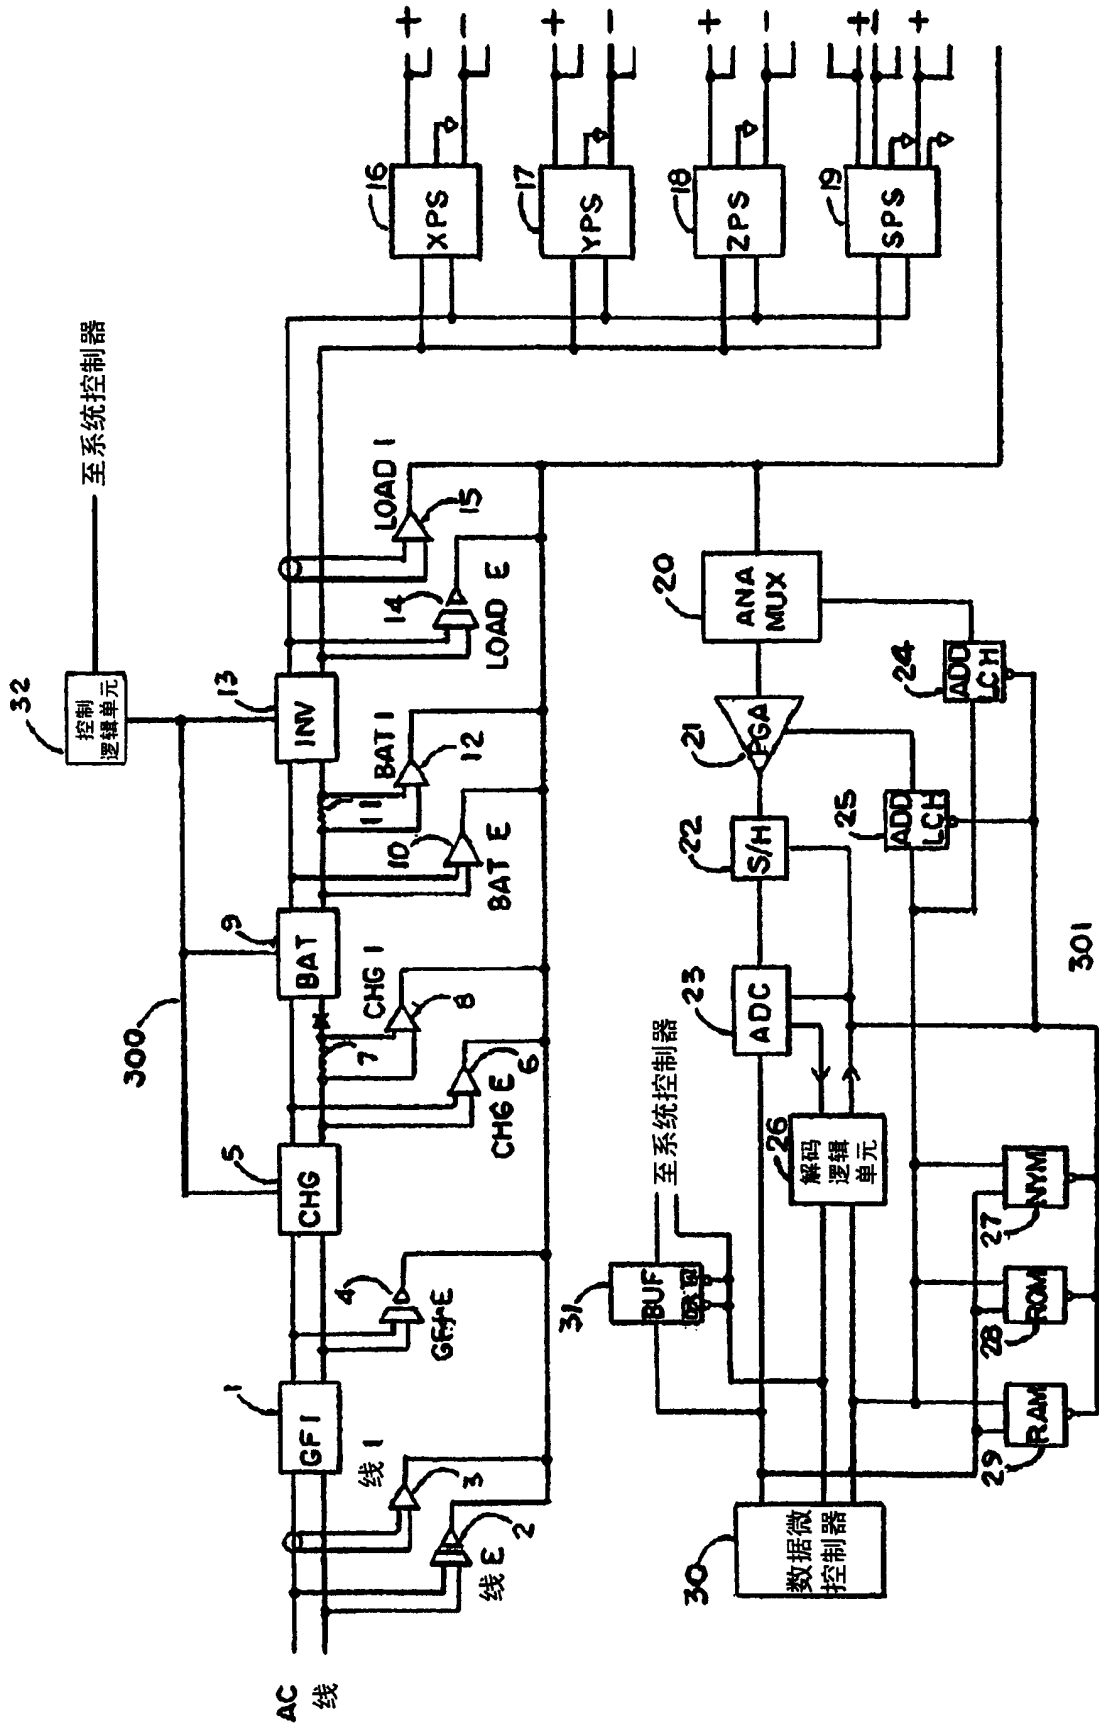 32
控制
逻辑单元
至系统控制器
300
AC
线
1
GFI
5
CHG
9
BAT
13
INV
线 E
2
线 I
3
4
GFI E
CHG E
6
7
CHG I
8
BAT E
10
11
BAT I
12
LOAD E
14
LOAD I
15
16
XPS
+
-
17
YPS
+
-
18
ZPS
+
-
19
SPS
+
±
+
20
ANA
MUX
21
PGA
22
S/H
23
ADC
24
ADD
LCH
25
ADD
LCH
26
解码
逻辑
单元
至系统控制器
31
BUF
30
数据微
控制器
27
NYM
28
ROM
29
RAM
301